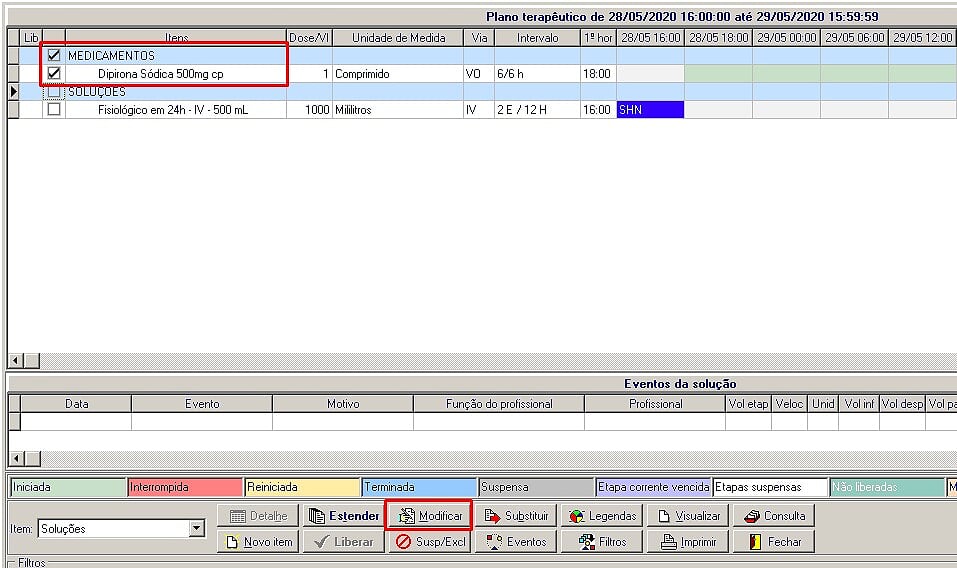 Plano terapêutico de 28/05/2020 16:00:00 até 29/05/2020 15:59:59
Lib Itens Dose/Vl Unidade de Medida Via Intervalo 1ª hor 28/05 16:00 28/05 18:00 29/05 00:00 29/05 06:00 29/05 12:00
MEDICAMENTOS
Dipirona Sódica 500mg cp 1 Comprimido VO 6/6 h 18:00
SOLUÇÕES
Fisiológico em 24h - IV - 500 mL 1000 Mililitros IV 2 E / 12 H 16:00 SHN
Eventos da solução
Data Evento Motivo Função do profissional Profissional Vol etap Veloc Unid Vol inf Vol desp Vol pa
Iniciada Interrompida Reiniciada Terminada Suspensa Etapa corrente vencida Etapas suspensas Não liberadas M
Item: Soluções Detalhe Estender Modificar Substituir Legendas Visualizar Consulta
Novo item Liberar Susp/Excl Eventos Filtros Imprimir Fechar
Filtros